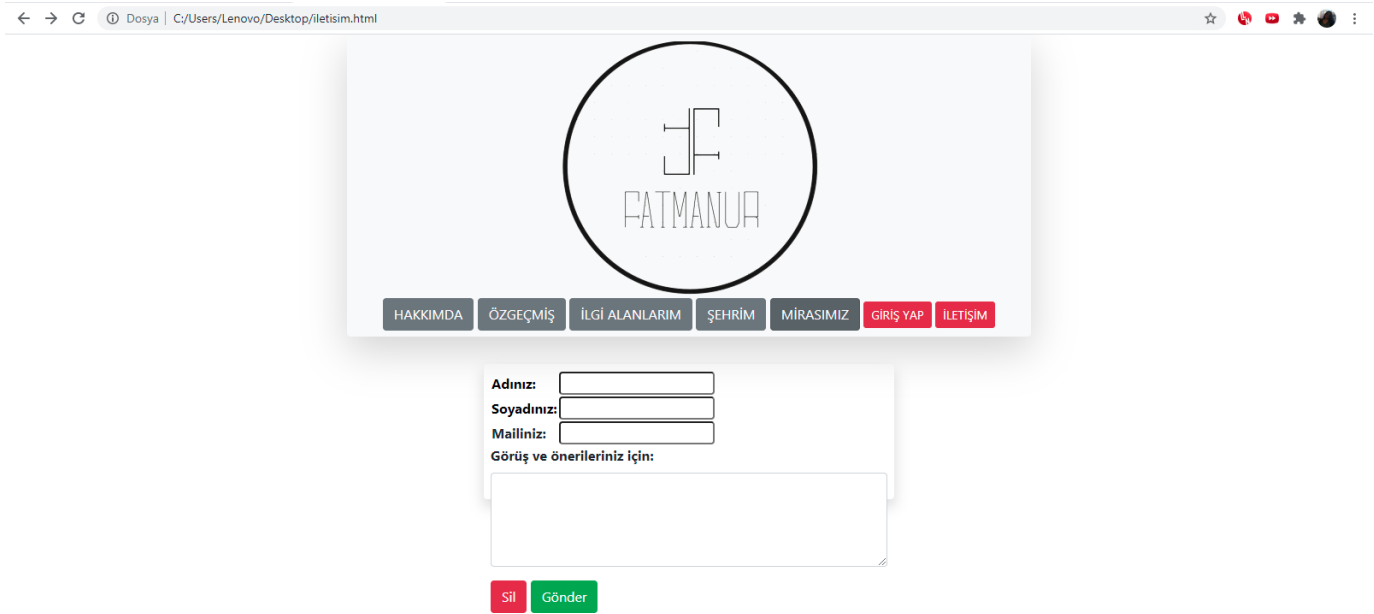 Dosya | C:/Users/Lenovo/Desktop/iletisim.html
FATMANUR
HAKKIMDA ÖZGEÇMİŞ İLGİ ALANLARIM ŞEHRİM MİRASIMIZ GİRİŞ YAP İLETİŞİM
Adınız:
Soyadınız:
Mailiniz:
Görüş ve önerileriniz için:
Sil Gönder